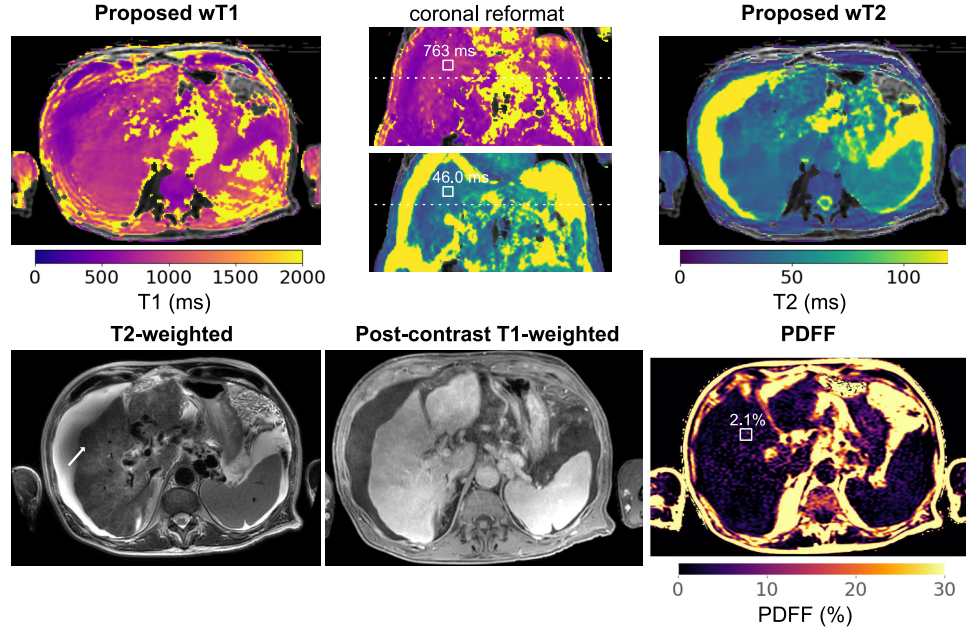 Proposed wT1
coronal reformat
Proposed wT2
763 ms
46.0 ms
0 500 1000 1500 2000
T1 (ms)
0 50 100
T2 (ms)
T2-weighted
Post-contrast T1-weighted
PDFF
2.1%
0 10 20 30
PDFF (%)